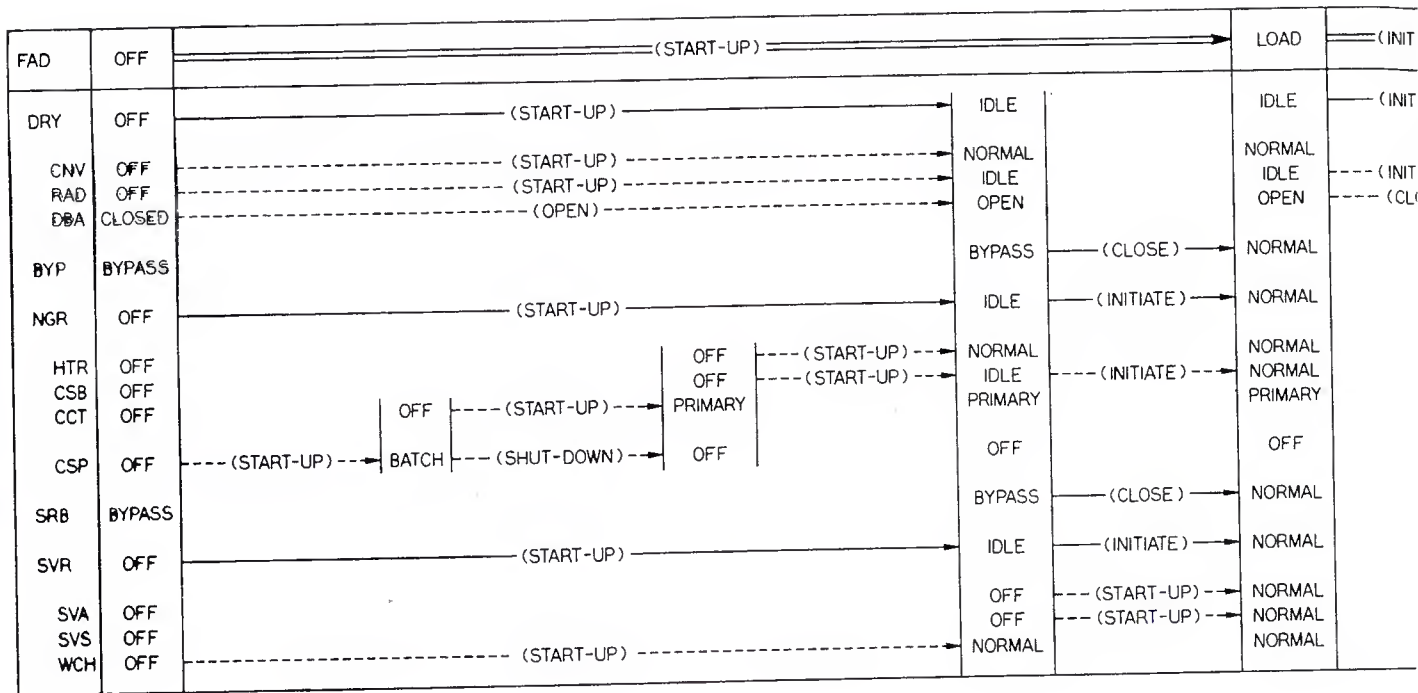 FAD OFF (START-UP) LOAD (INIT
DRY OFF (START-UP) IDLE IDLE (INIT
CNV OFF (START-UP) NORMAL NORMAL
RAD OFF (START-UP) IDLE IDLE (INIT
DBA CLOSED (OPEN) OPEN OPEN (CLO
BYP BYPASS BYPASS (CLOSE) NORMAL
NGR OFF (START-UP) IDLE (INITIATE) NORMAL
HTR OFF OFF (START-UP) NORMAL NORMAL
CSB OFF OFF (START-UP) IDLE (INITIATE) NORMAL
CCT OFF OFF (START-UP) PRIMARY PRIMARY PRIMARY
CSP OFF (START-UP) BATCH (SHUT-DOWN) OFF OFF OFF
SRB BYPASS BYPASS (CLOSE) NORMAL
SVR OFF (START-UP) IDLE (INITIATE) NORMAL
SVA OFF OFF (START-UP) NORMAL
SVS OFF OFF (START-UP) NORMAL
WCH OFF (START-UP) NORMAL NORMAL